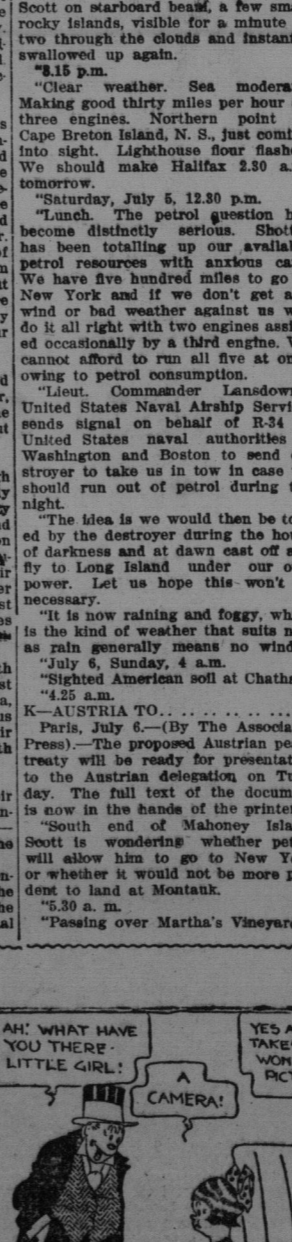 Scott on starboard beam, a few sm
rocky islands, visible for a minute
two through the clouds and instan
swallowed up again.
"8.15 p.m.
"Clear weather. Sea modera
Making good thirty miles per hour
three engines. Northern point
Cape Breton Island, N. S., just comi
into sight. Lighthouse flour flashe
We should make Halifax 2.30 a.
tomorrow.
"Saturday, July 5, 12.30 p.m.
"Lunch. The petrol question h
become distinctly serious. Shott
has been totalling up our availal
petrol resources with anxious ca
We have five hundred miles to go
New York and if we don't get a
wind or bad weather against us w
do it all right with two engines assi
ed occasionally by a third engine. W
cannot afford to run all five at on
owing to petrol consumption.
"Lieut. Commander Lansdow
United States Naval Airship Servi
sends signal on behalf of R-34
United States naval authorities
Washington and Boston to send
stroyer to take us in tow in case
should run out of petrol during t
night.
"The idea is we would then be to
ed by the destroyer during the hou
of darkness and at dawn cast off a
fly to Long Island under our o
power. Let us hope this won't
necessary.
"It is now raining and foggy, wh
is the kind of weather that suits n
as rain generally means no wind
"July 6, Sunday, 4 a.m.
"Sighted American soil at Chath
"4.25 a.m.
K—AUSTRIA TO..............
Paris, July 6.—(By The Associa
Press).—The proposed Austrian pe
treaty will be ready for presentat
to the Austrian delegation on Tu
day. The full text of the docum
is now in the hands of the printer
"South end of Mahoney Isla
Scott is wondering whether pet
will allow him to go to New Yo
or whether it would not be more p
dent to land at Montauk.
"5.30 a. m.
"Passing over Martha's Vineyar
AH! WHAT HAVE
YOU THERE
LITTLE GIRL!
A
CAMERA!
YES A
TAKE
WON
PIC